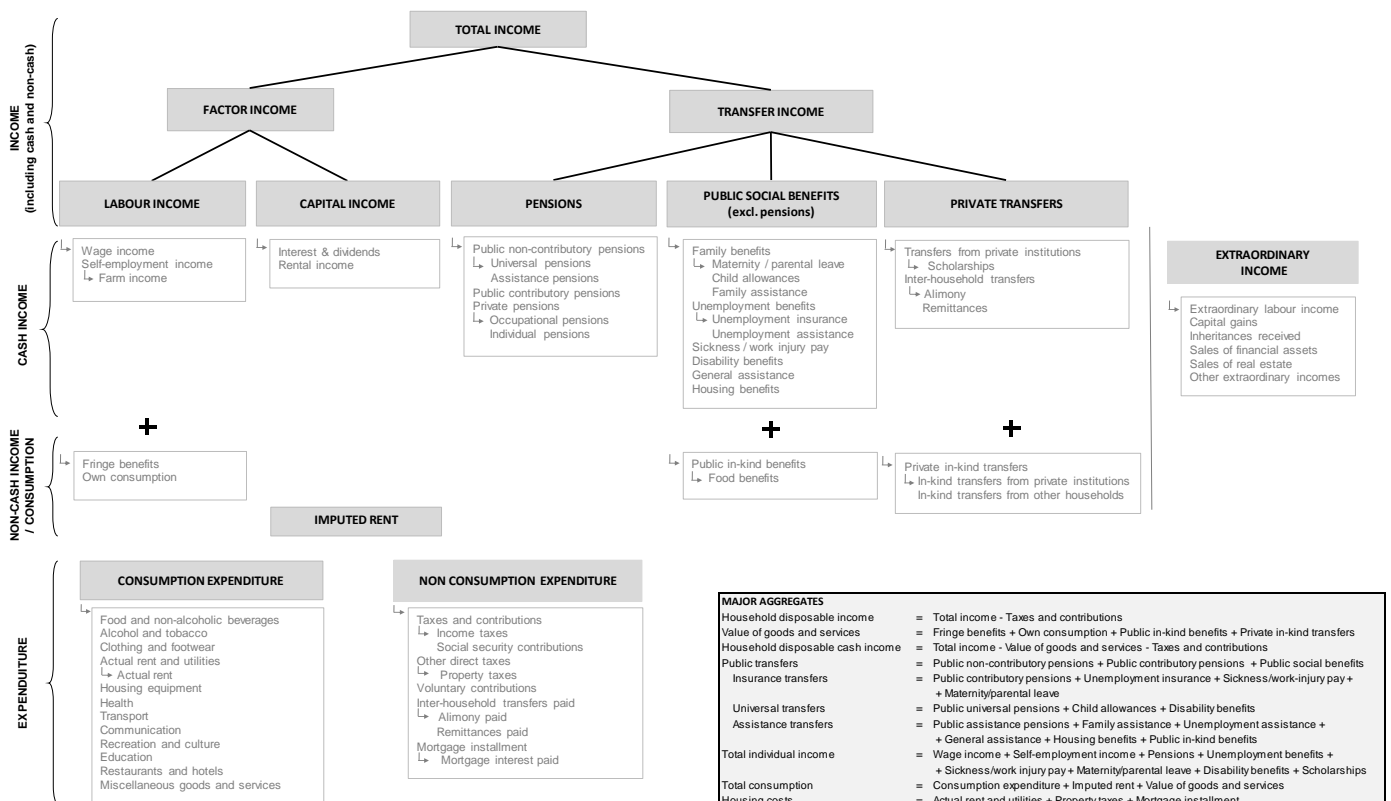 TOTAL INCOME
INCOME
(including cash and non-cash)
FACTOR INCOME
TRANSFER INCOME
LABOUR INCOME
CAPITAL INCOME
PENSIONS
PUBLIC SOCIAL BENEFITS
(excl. pensions)
PRIVATE TRANSFERS
CASH INCOME
Wage income
Self-employment income
Farm income
Interest & dividends
Rental income
Public non-contributory pensions
Universal pensions
Assistance pensions
Public contributory pensions
Private pensions
Occupational pensions
Individual pensions
Family benefits
Maternity / parental leave
Child allowances
Family assistance
Unemployment benefits
Unemployment insurance
Unemployment assistance
Sickness / work injury pay
Disability benefits
General assistance
Housing benefits
Transfers from private institutions
Scholarships
Inter-household transfers
Alimony
Remittances
EXTRAORDINARY
INCOME
Extraordinary labour income
Capital gains
Inheritances received
Sales of financial assets
Sales of real estate
Other extraordinary incomes
+
+
+
NON-CASH INCOME
/ CONSUMPTION
Fringe benefits
Own consumption
Public in-kind benefits
Food benefits
Private in-kind transfers
In-kind transfers from private institutions
In-kind transfers from other households
IMPUTED RENT
EXPENDUITURE
CONSUMPTION EXPENDITURE
Food and non-alcoholic beverages
Alcohol and tobacco
Clothing and footwear
Actual rent and utilities
Actual rent
Housing equipment
Health
Transport
Communication
Recreation and culture
Education
Restaurants and hotels
Miscellaneous goods and services
NON CONSUMPTION EXPENDITURE
Taxes and contributions
Income taxes
Social security contributions
Other direct taxes
Property taxes
Voluntary contributions
Inter-household transfers paid
Alimony paid
Remittances paid
Mortgage installment
Mortgage interest paid
MAJOR AGGREGATES
Household disposable income = Total income - Taxes and contributions
Value of goods and services = Fringe benefits + Own consumption + Public in-kind benefits + Private in-kind transfers
Household disposable cash income = Total income - Value of goods and services - Taxes and contributions
Public transfers = Public non-contributory pensions + Public contributory pensions + Public social benefits
Insurance transfers = Public contributory pensions + Unemployment insurance + Sickness/work-injury pay +
+ Maternity/parental leave
Universal transfers = Public universal pensions + Child allowances + Disability benefits
Assistance transfers = Public assistance pensions + Family assistance + Unemployment assistance +
+ General assistance + Housing benefits + Public in-kind benefits
Total individual income = Wage income + Self-employment income + Pensions + Unemployment benefits +
+ Sickness/work injury pay + Maternity/parental leave + Disability benefits + Scholarships
Total consumption = Consumption expenditure + Imputed rent + Value of goods and services
Housing costs = Actual rent and utilities + Property taxes + Mortgage installment